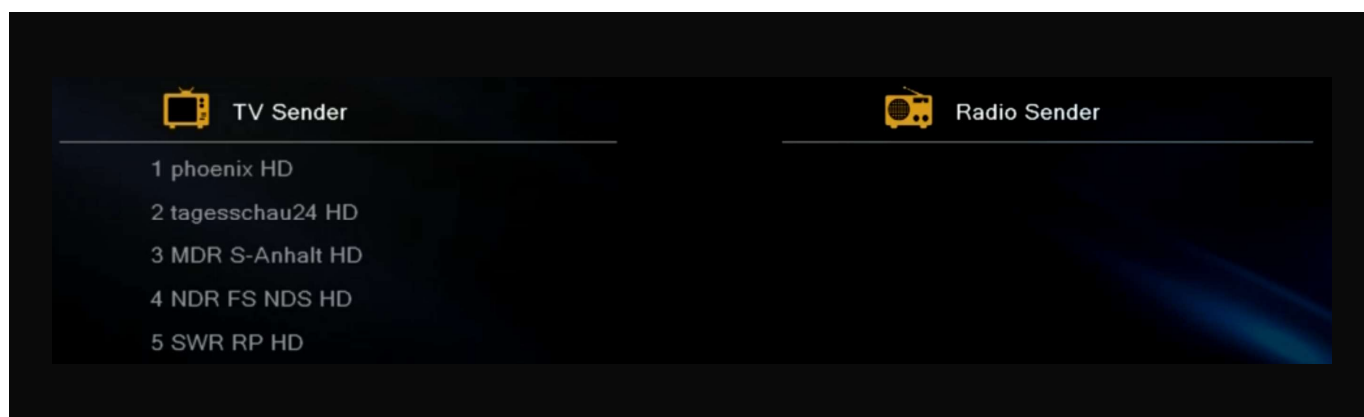 TV Sender
Radio Sender
1 phoenix HD
2 tagesschau24 HD
3 MDR S-Anhalt HD
4 NDR FS NDS HD
5 SWR RP HD